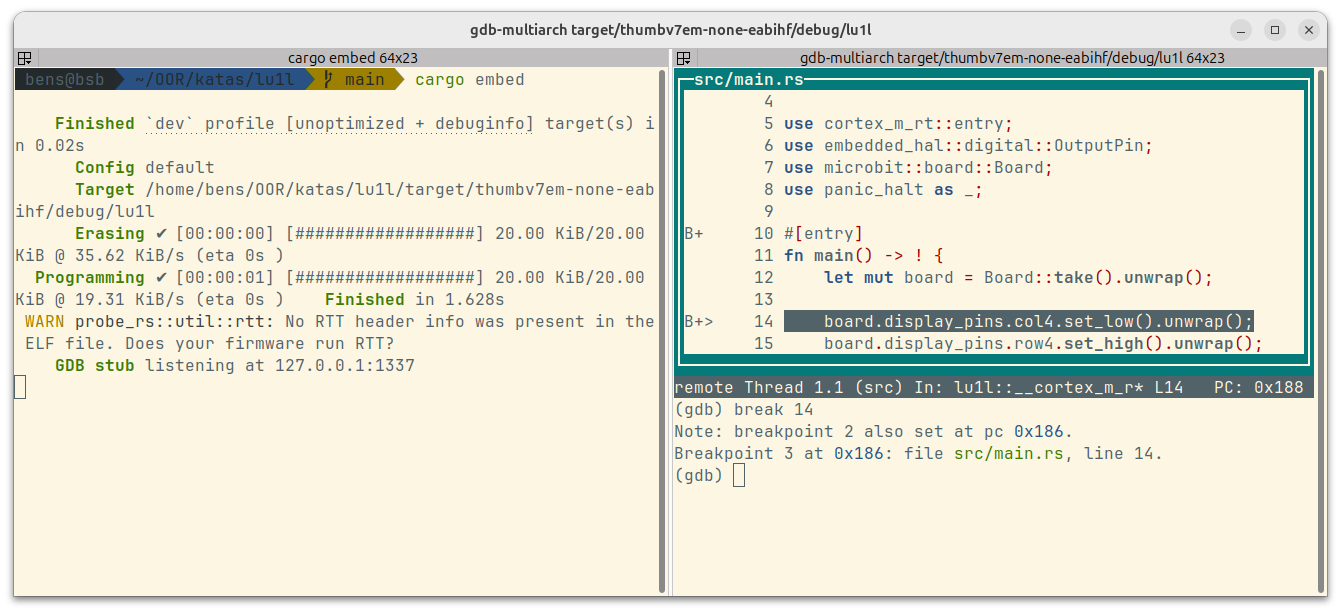 gdb-multiarch target/thumbv7em-none-eabihf/debug/lu1l
cargo embed 64x23
bens@bsb ~/OOR/katas/lu1l main cargo embed
Finished `dev` profile [unoptimized + debuginfo] target(s) i
n 0.02s
Config default
Target /home/bens/OOR/katas/lu1l/target/thumbv7em-none-eab
ihf/debug/lu1l
Erasing ✔ [00:00:00] [##################] 20.00 KiB/20.00
KiB @ 35.62 KiB/s (eta 0s )
Programming ✔ [00:00:01] [##################] 20.00 KiB/20.00
KiB @ 19.31 KiB/s (eta 0s )    Finished in 1.628s
WARN probe_rs::util::rtt: No RTT header info was present in the
ELF file. Does your firmware run RTT?
GDB stub listening at 127.0.0.1:1337
gdb-multiarch target/thumbv7em-none-eabihf/debug/lu1l 64x23
src/main.rs
4
5 use cortex_m_rt::entry;
6 use embedded_hal::digital::OutputPin;
7 use microbit::board::Board;
8 use panic_halt as _;
9
B+ 10 #[entry]
11 fn main() -> ! {
12     let mut board = Board::take().unwrap();
13
B+> 14     board.display_pins.col4.set_low().unwrap();
15     board.display_pins.row4.set_high().unwrap();
remote Thread 1.1 (src) In: lu1l::__cortex_m_r* L14   PC: 0x188
(gdb) break 14
Note: breakpoint 2 also set at pc 0x186.
Breakpoint 3 at 0x186: file src/main.rs, line 14.
(gdb)